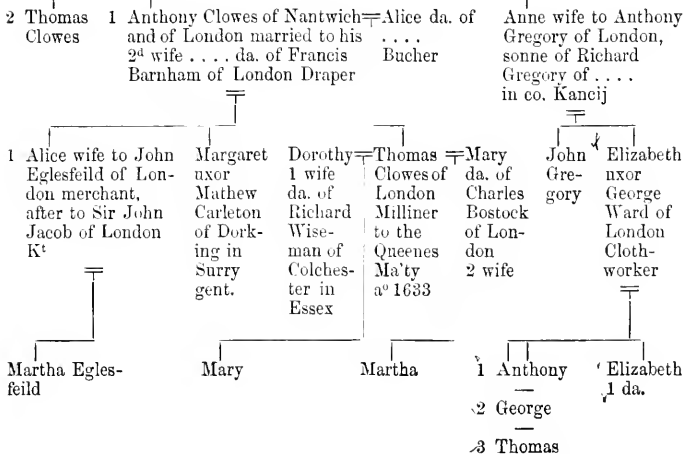 2 Thomas
Clowes
1 Anthony Clowes of Nantwich
and of London married to his
2d wife . . . . da. of Francis
Barnham of London Draper
Alice da. of
. . . .
Bucher
Anne wife to Anthony
Gregory of London,
sonne of Richard
Gregory of . . . .
in co. Kancij
1 Alice wife to John
Eglesfeild of Lon-
don merchant,
after to Sir John
Jacob of London
Kt
Margaret
uxor
Mathew
Carleton
of Dork-
ing in
Surry
gent.
Dorothy
1 wife
da. of
Richard
Wise-
man of
Colches-
ter in
Essex
Thomas
Clowes of
London
Milliner
to the
Queenes
Ma'ty
ao 1633
Mary
da. of
Charles
Bostock
of Lon-
don
2 wife
John
Gre-
gory
Elizabeth
uxor
George
Ward of
London
Cloth-
worker
Martha Egles-
feild
Mary
Martha
1 Anthony
2 George
3 Thomas
Elizabeth
1 da.